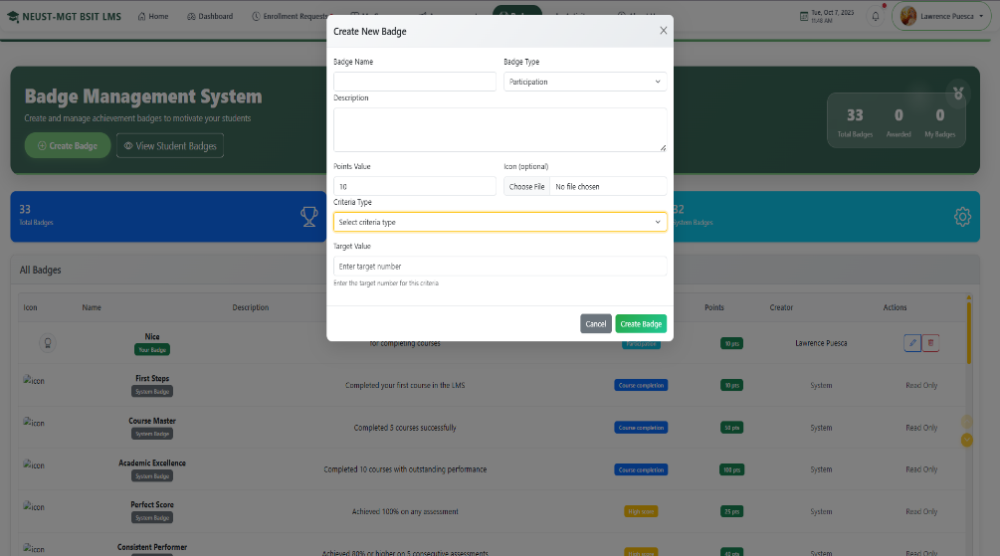 NEUST-MGT BSIT LMS
Home
Dashboard
Enrollment Requests
Tue, Oct 7, 2025
11:48 AM
Lawrence Puesca
Create New Badge
Badge Name
Badge Type
Participation
Description
Points Value
Icon (optional)
10
Choose File No file chosen
Criteria Type
Select criteria type
Target Value
Enter target number
Enter the target number for this criteria
Cancel
Create Badge
Badge Management System
Create and manage achievement badges to motivate your students
Create Badge
View Student Badges
33
0
0
Total Badges
Awarded
My Badges
33
Total Badges
32
System Badges
All Badges
Icon Name Description Points Creator Actions
Nice
Your Badge
for completing courses
Participation
10 pts
Lawrence Puesca
icon
First Steps
System Badge
Completed your first course in the LMS
Course completion
10 pts
System
Read Only
icon
Course Master
System Badge
Completed 5 courses successfully
Course completion
50 pts
System
Read Only
icon
Academic Excellence
System Badge
Completed 10 courses with outstanding performance
Course completion
100 pts
System
Read Only
icon
Perfect Score
System Badge
Achieved 100% on any assessment
High score
25 pts
System
Read Only
icon
Consistent Performer
Achieved 80% or higher on 5 consecutive assessments
High score
40 pts
System
Read Only